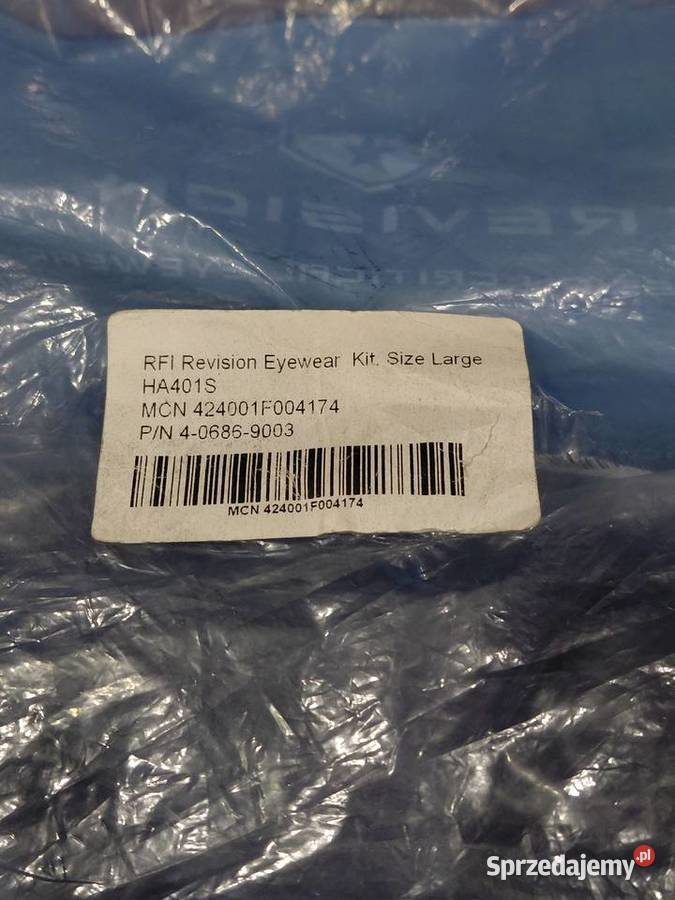 REVISION
RFI Revision Eyewear Kit, Size Large
HA401S
MCN 424001F004174
P/N 4-0686-9003
MCN 424001F004174
Sprzedajemy.pl